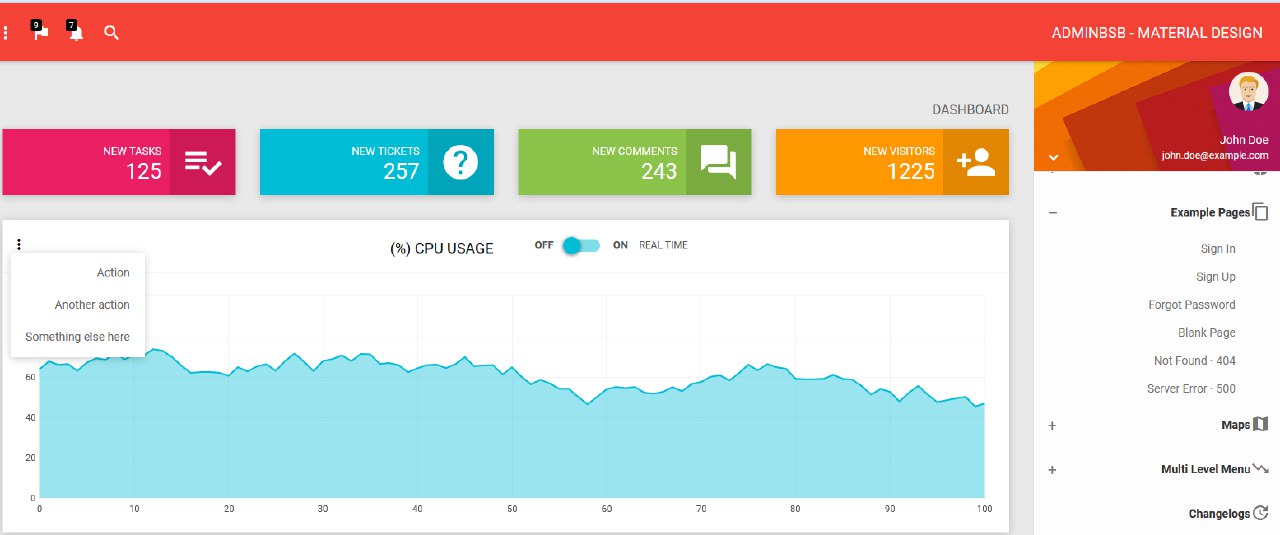 9
7
ADMINBSB - MATERIAL DESIGN
John Doe
john.doe@example.com
DASHBOARD
NEW TASKS
125
NEW TICKETS
257
NEW COMMENTS
243
NEW VISITORS
1225
(%) CPU USAGE
OFF ON REAL TIME
Action
Another action
Something else here
60
40
20
0
0 10 20 30 40 50 60 70 80 90 100
Example Pages
Sign In
Sign Up
Forgot Password
Blank Page
Not Found - 404
Server Error - 500
Maps
Multi Level Menu
Changelogs